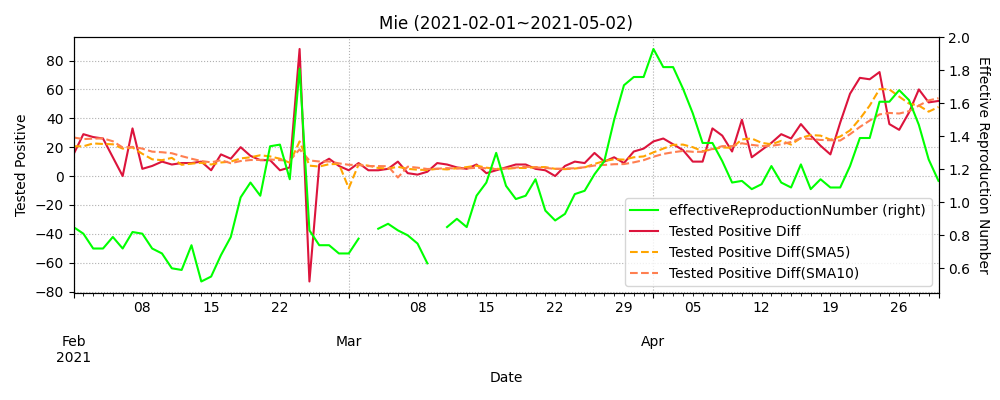 Mie (2021-02-01~2021-05-02)
80
60
40
20
0
−20
−40
−60
−80
Tested Positive
2.0
1.8
1.6
1.4
1.2
1.0
0.8
0.6
Effective Reproduction Number
effectiveReproductionNumber (right)
Tested Positive Diff
Tested Positive Diff(SMA5)
Tested Positive Diff(SMA10)
08 15 22 08 15 22 29 05 12 19 26
Feb Mar Apr
2021
Date